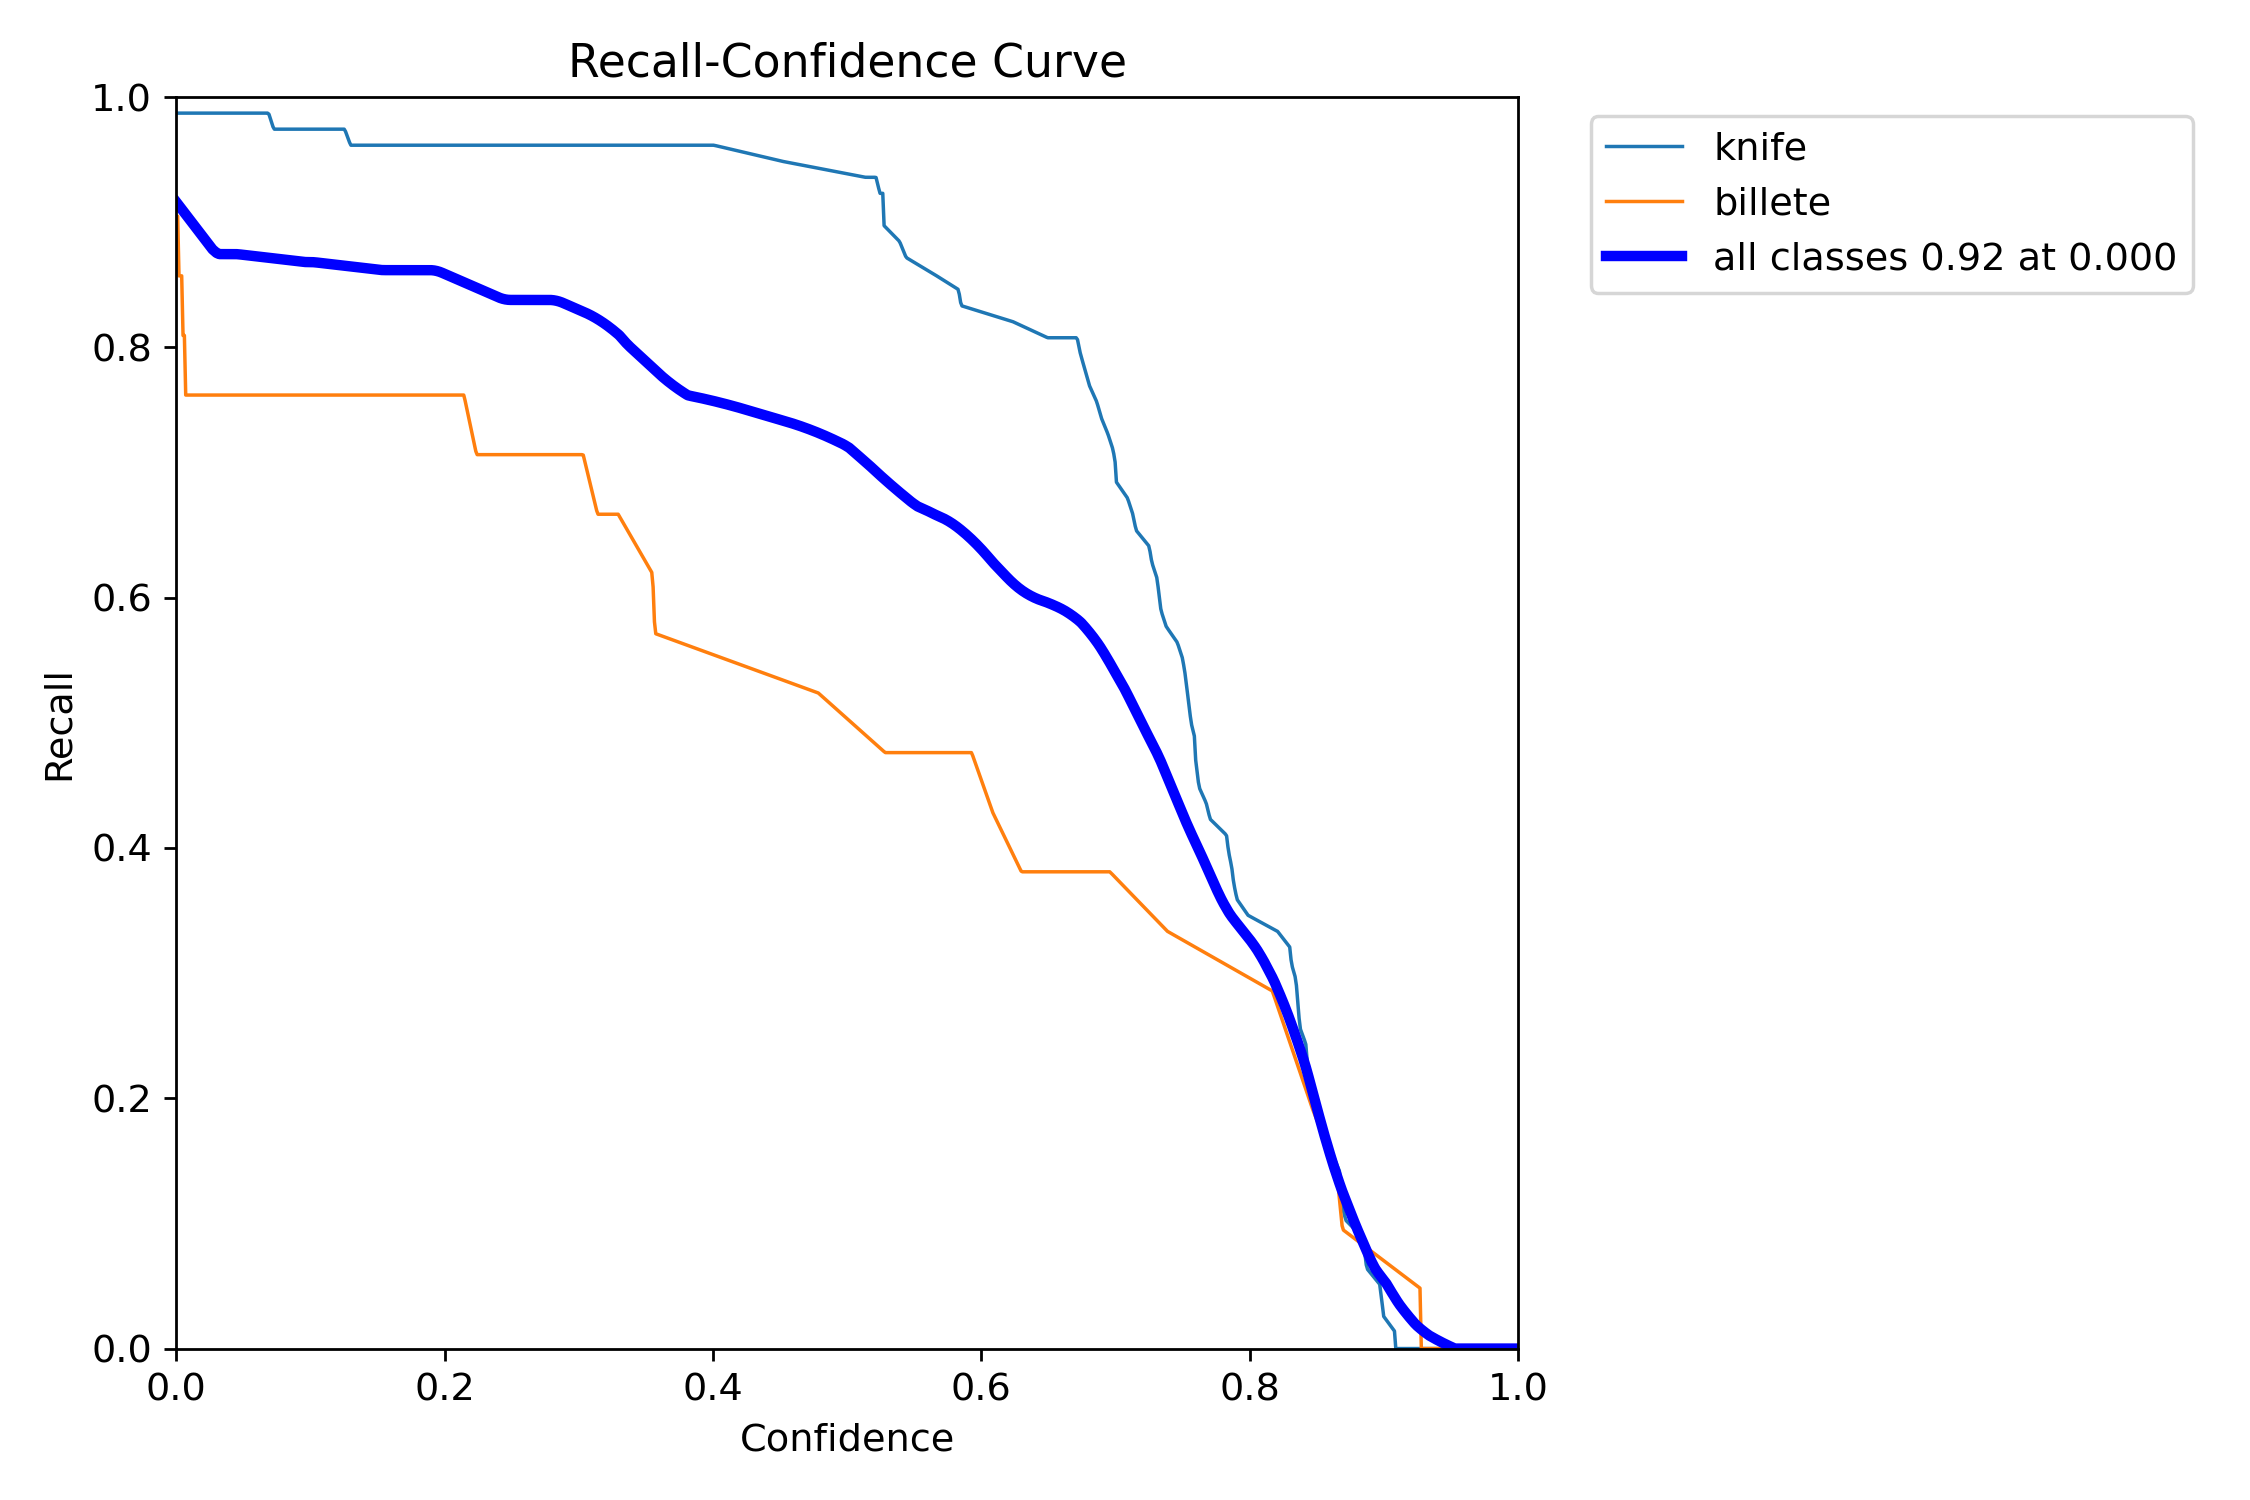 Recall-Confidence Curve
1.0
0.8
0.6
0.4
0.2
0.0
Recall
0.0 0.2 0.4 0.6 0.8 1.0
Confidence
knife
billete
all classes 0.92 at 0.000